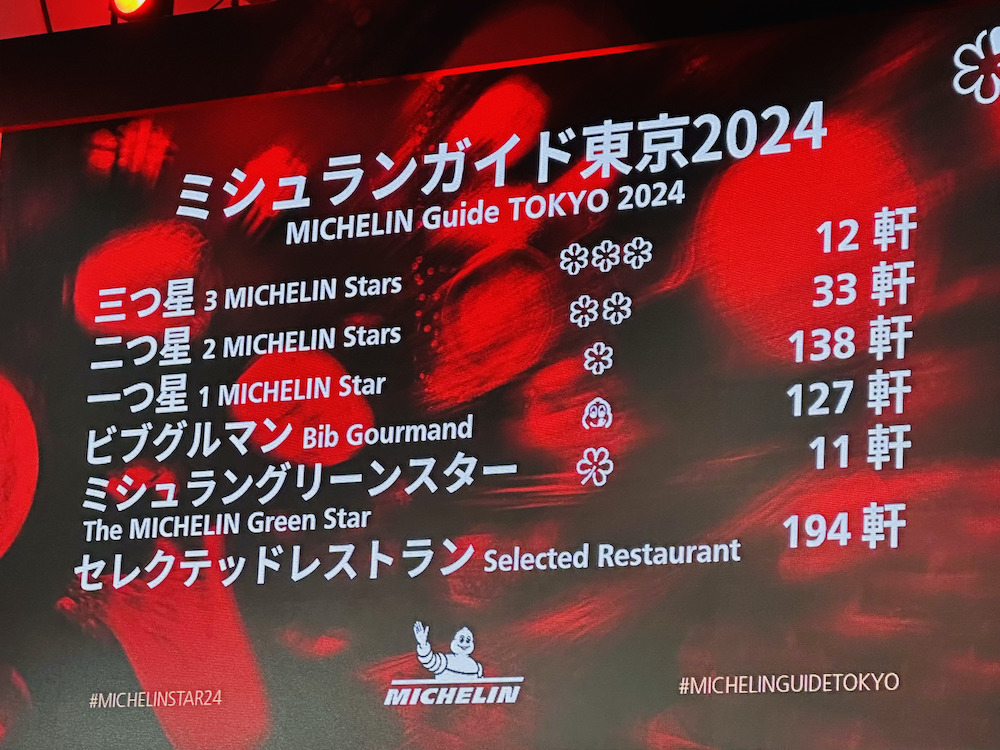 ミシュランガイド東京2024
MICHELIN Guide TOKYO 2024
三つ星 3 MICHELIN Stars 12 軒
二つ星 2 MICHELIN Stars 33 軒
一つ星 1 MICHELIN Star 138 軒
ビブグルマン Bib Gourmand 127 軒
ミシュラングリーンスター 11 軒
The MICHELIN Green Star
セレクテッドレストラン Selected Restaurant 194 軒
MICHELIN
#MICHELINSTAR24 #MICHELINGUIDETOKYO